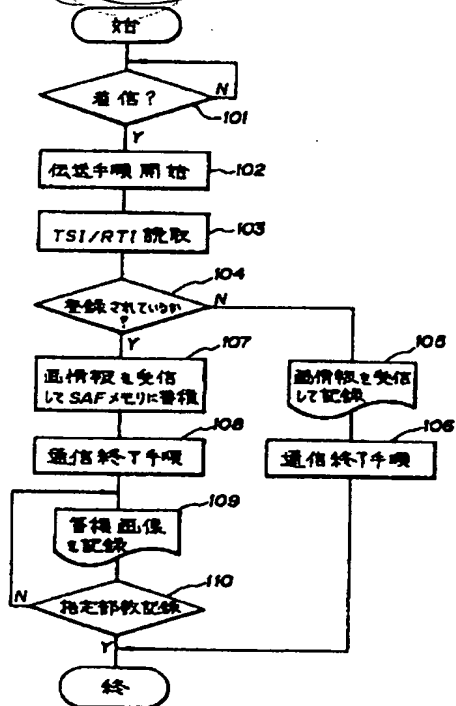 始
着信?
N
101
Y
伝送手順開始
102
TSI/RTI 読取
103
104
登録されているか
?
N
Y
107
画情報を受信
してSAFメモリに蓄積
105
画情報を受信
して記録
108
通信終了手順
106
通信終了手順
109
蓄積画像
を記録
110
N
指定部数記録
Y
終